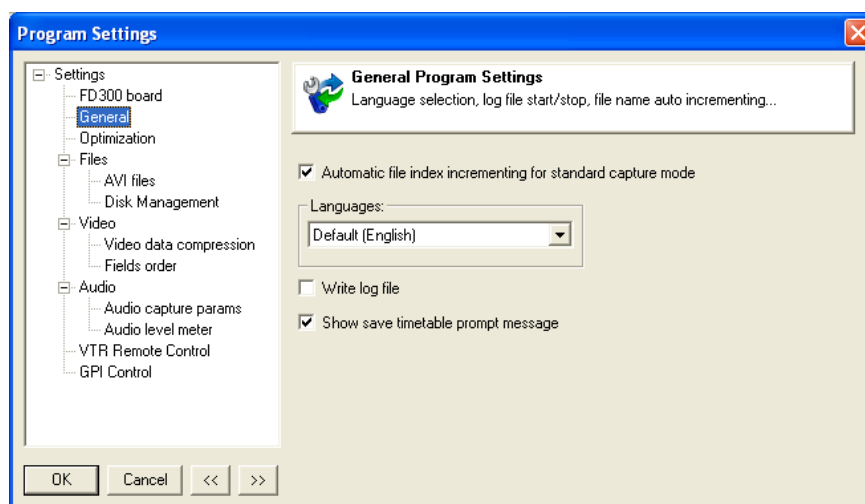 Program Settings
Settings
FD300 board
General
Optimization
Files
AVI files
Disk Management
Video
Video data compression
Fields order
Audio
Audio capture params
Audio level meter
VTR Remote Control
GPI Control
General Program Settings
Language selection, log file start/stop, file name auto incrementing...
Automatic file index incrementing for standard capture mode
Languages:
Default (English)
Write log file
Show save timetable prompt message
OK
Cancel
<<
>>